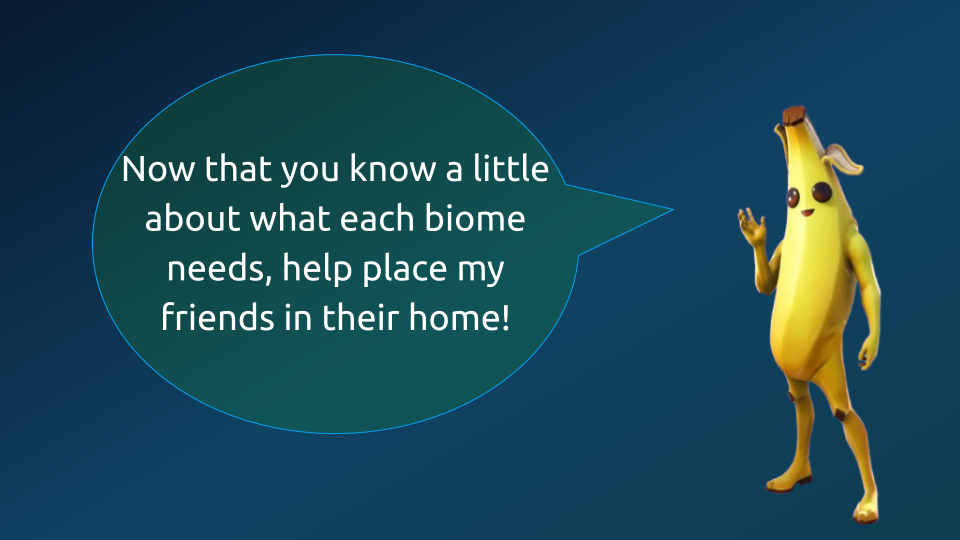 Now that you know a little
about what each biome
needs, help place my
friends in their home!